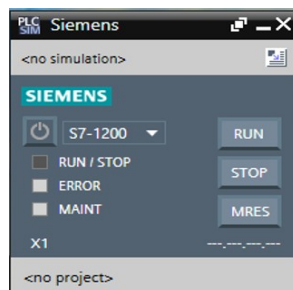 PLC SIM Siemens
<no simulation>
SIEMENS
S7-1200 RUN
RUN / STOP
ERROR STOP
MAINT MRES
X1 ---.---.---.---
<no project>